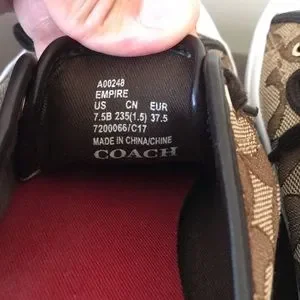 A00248
EMPIRE
US CN EUR
7.5B 235(1.5) 37.5
7200066/C17
MADE IN CHINA/CHINE
COACH